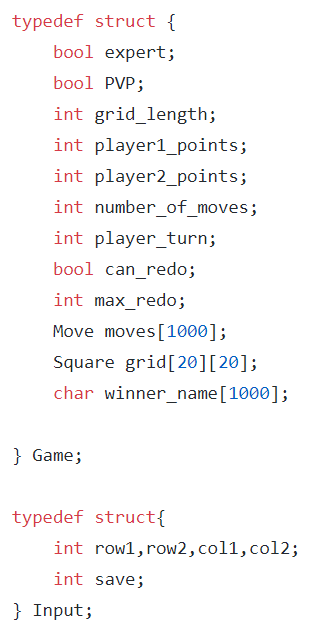 typedef struct {
    bool expert;
    bool PVP;
    int grid_length;
    int player1_points;
    int player2_points;
    int number_of_moves;
    int player_turn;
    bool can_redo;
    int max_redo;
    Move moves[1000];
    Square grid[20][20];
    char winner_name[1000];

} Game;

typedef struct{
    int row1,row2,col1,col2;
    int save;
} Input;